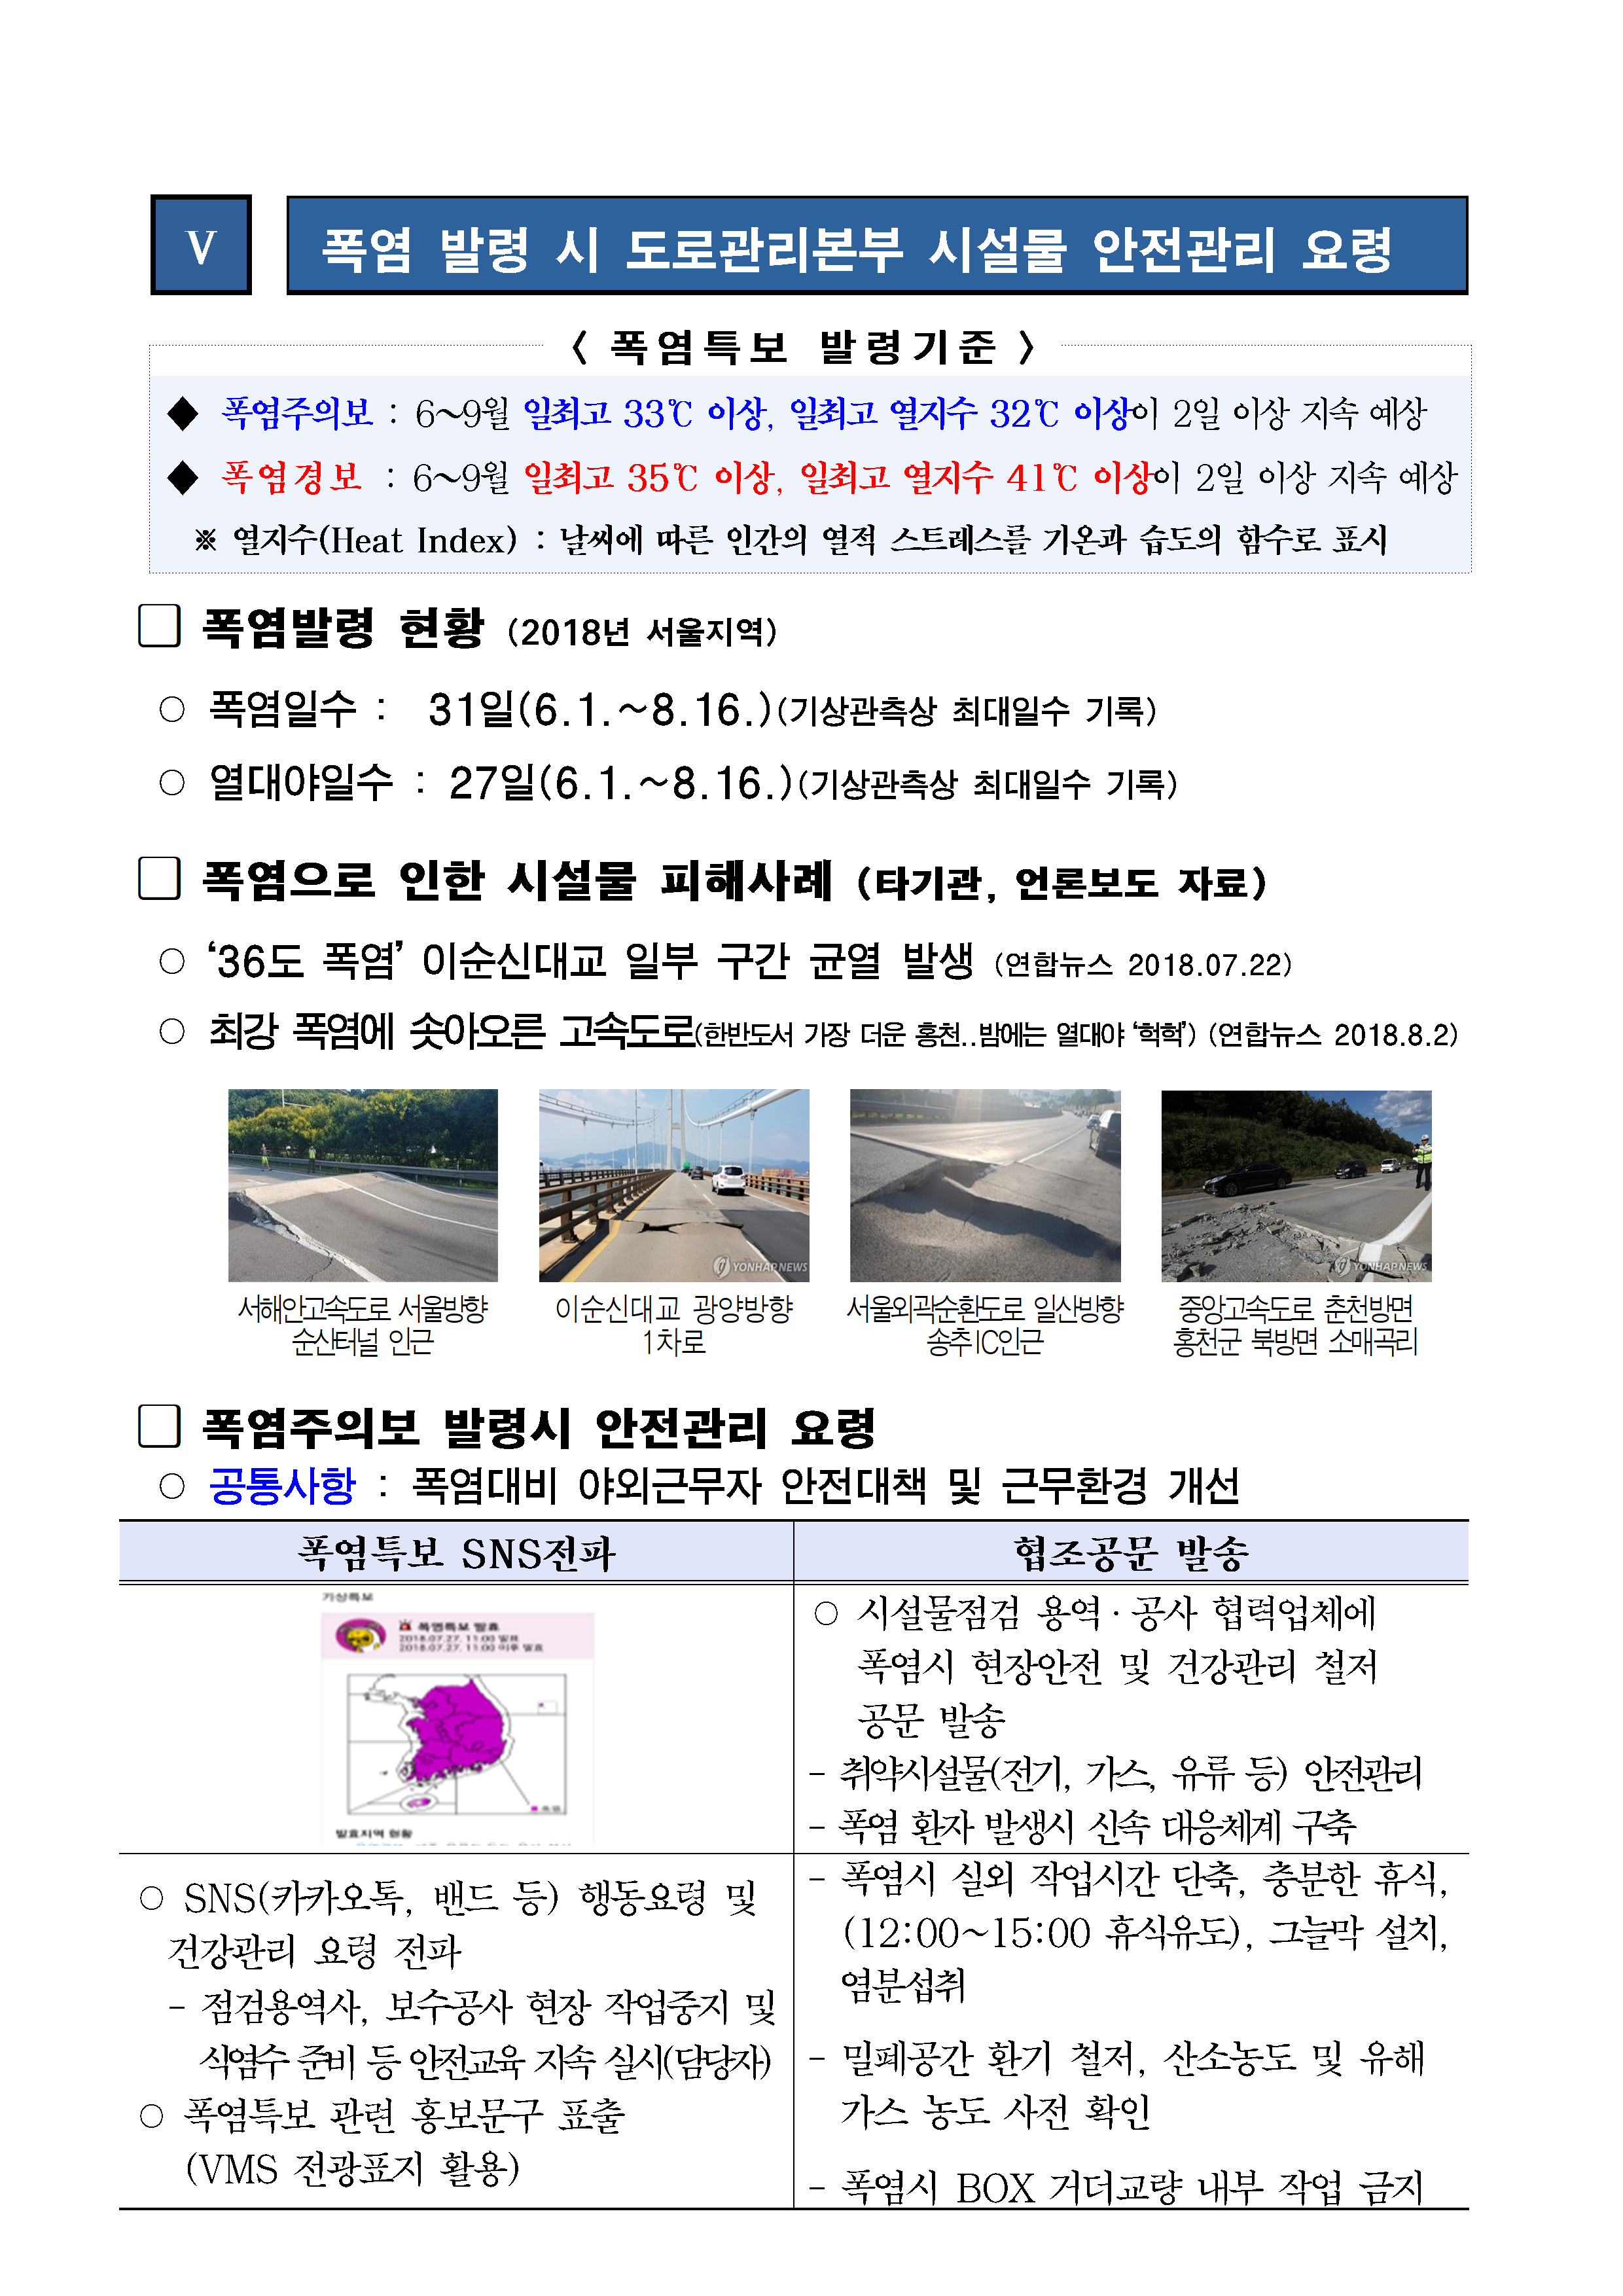 V
폭염 발령 시 도로관리본부 시설물 안전관리 요령
< 폭염특보 발령기준 >
◆ 폭염주의보 : 6~9월 일최고 33℃ 이상, 일최고 열지수 32℃ 이상이 2일 이상 지속 예상
◆ 폭염경보 : 6~9월 일최고 35℃ 이상, 일최고 열지수 41℃ 이상이 2일 이상 지속 예상
※ 열지수(Heat Index) : 날씨에 따른 인간의 열적 스트레스를 기온과 습도의 함수로 표시
□ 폭염발령 현황 (2018년 서울지역)
○ 폭염일수 : 31일(6.1.~8.16.)(기상관측상 최대일수 기록)
○ 열대야일수 : 27일(6.1.~8.16.)(기상관측상 최대일수 기록)
□ 폭염으로 인한 시설물 피해사례 (타기관, 언론보도 자료)
○ ‘36도 폭염’ 이순신대교 일부 구간 균열 발생 (연합뉴스 2018.07.22)
○ 최강 폭염에 솟아오른 고속도로(한반도서 가장 더운 홍천..밤에는 열대야 ‘헉헉’) (연합뉴스 2018.8.2)
YONHAPNEWS
YONHAPNEWS
서해안고속도로 서울방향
순산터널 인근
이순신대교 광양방향
1차로
서울외곽순환도로 일산방향
송추IC인근
중앙고속도로 춘천방면
홍천군 북방면 소매곡리
□ 폭염주의보 발령시 안전관리 요령
○ 공통사항 : 폭염대비 야외근무자 안전대책 및 근무환경 개선
폭염특보 SNS전파
협조공문 발송
기상특보
폭염특보 발표
2018.07.27. 11:00 발표
2018.07.27. 11:00 이후 발효
폭염
발효지역 현황
○ 시설물점검 용역·공사 협력업체에
폭염시 현장안전 및 건강관리 철저
공문 발송
- 취약시설물(전기, 가스, 유류 등) 안전관리
- 폭염 환자 발생시 신속 대응체계 구축
○ SNS(카카오톡, 밴드 등) 행동요령 및
건강관리 요령 전파
- 점검용역사, 보수공사 현장 작업중지 및
식염수 준비 등 안전교육 지속 실시(담당자)
○ 폭염특보 관련 홍보문구 표출
(VMS 전광표지 활용)
- 폭염시 실외 작업시간 단축, 충분한 휴식,
(12:00~15:00 휴식유도), 그늘막 설치,
염분섭취
- 밀폐공간 환기 철저, 산소농도 및 유해
가스 농도 사전 확인
- 폭염시 BOX 거더교량 내부 작업 금지